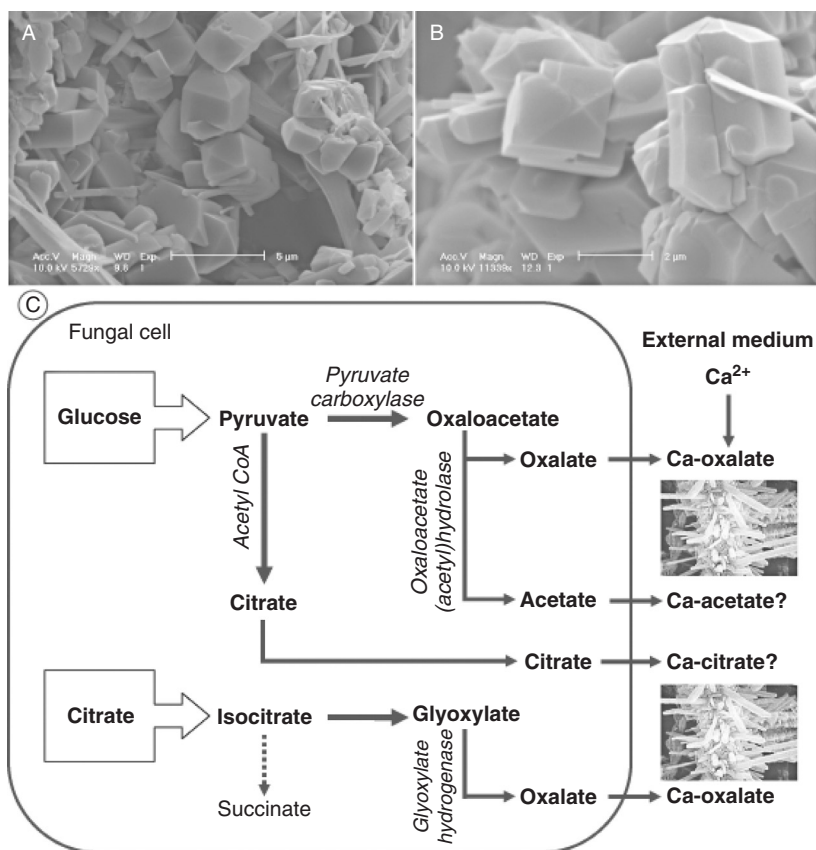 A
Acc.V Magn WD Exp
10.0 kV 5729x 9.6 1
5 μm
B
Acc.V Magn WD Exp
10.0 kV 11339x 12.3 1
2 μm
C
Fungal cell
External medium
Ca2+
Glucose
Pyruvate
Pyruvate
carboxylase
Oxaloacetate
Acetyl CoA
Oxaloacetate
(acetyl)hydrolase
Oxalate
Ca-oxalate
Citrate
Acetate
Ca-acetate?
Citrate
Ca-citrate?
Citrate
Isocitrate
Glyoxylate
Glyoxylate
hydrogenase
Succinate
Oxalate
Ca-oxalate